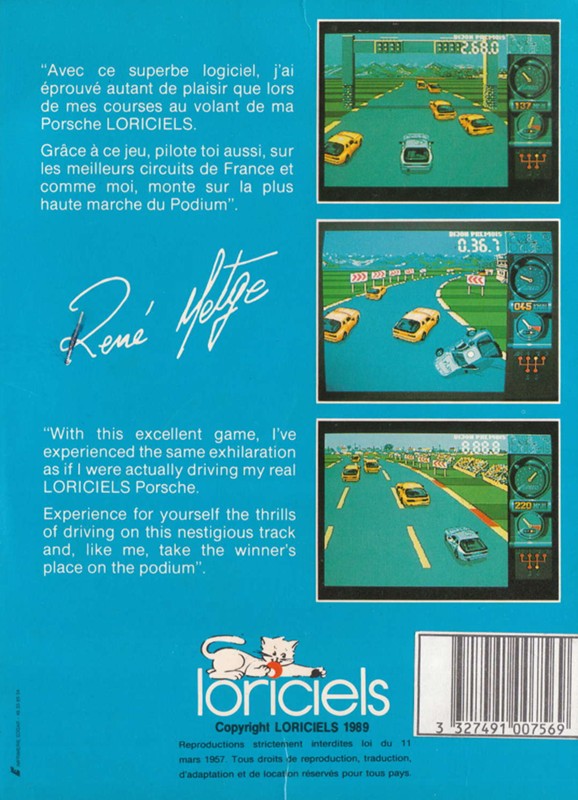 "Avec ce superbe logiciel, j'ai
éprouvé autant de plaisir que lors
de mes courses au volant de ma
Porsche LORICIELS.
Grâce à ce jeu, pilote toi aussi, sur
les meilleurs circuits de France et
comme moi, monte sur la plus
haute marche du Podium".
René Metge
"With this excellent game, I've
experienced the same exhilaration
as if I were actually driving my real
LORICIELS Porsche.
Experience for yourself the thrills
of driving on this nestigious track
and, like me, take the winner's
place on the podium".
DIJON PRENOIS
2.68.0
137
DIJON PRENOIS
0.36.7
045
DIJON PRENOIS
8.88.8
220
loriciels
Copyright LORICIELS 1989
Reproductions strictement interdites loi du 11
mars 1957. Tous droits de reproduction, traduction,
d'adaptation et de location réservés pour tous pays.
3 327491 007569